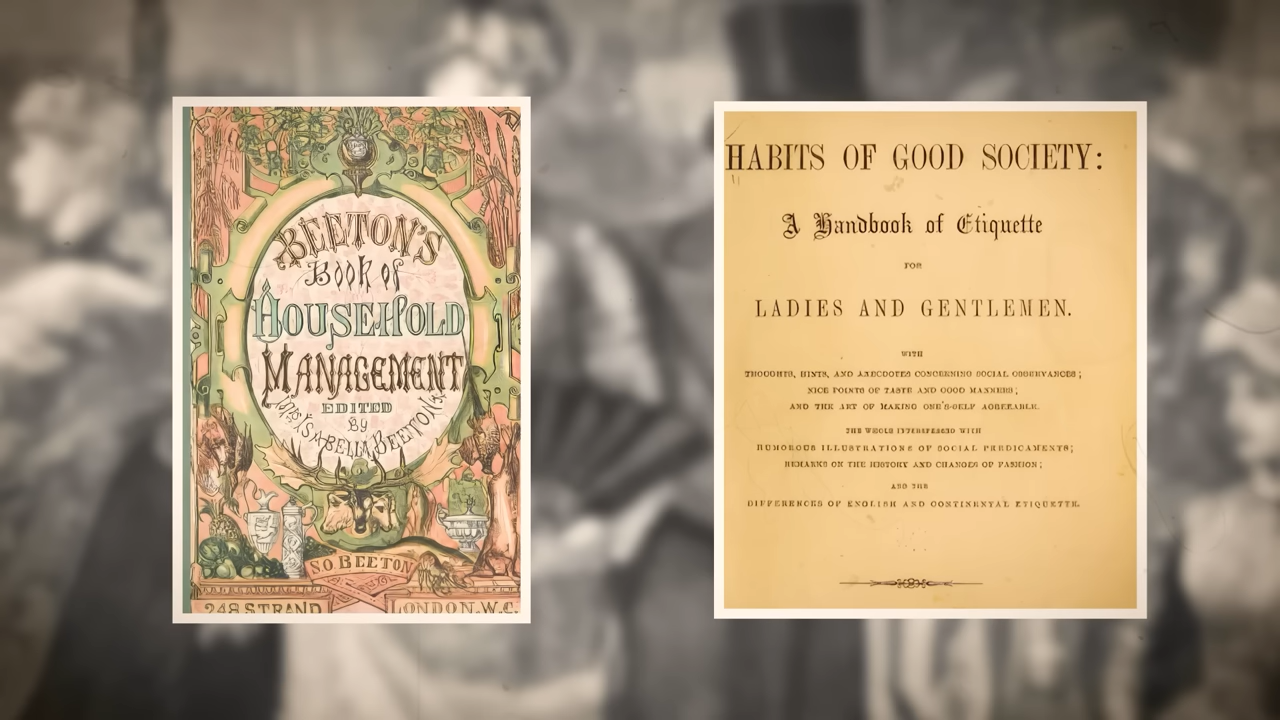 BEETON'S
Book of
HOUSEHOLD
MANAGEMENT
EDITED
By
MRS ISABELLA BEETON &c
SO BEETON
248 STRAND
LONDON. W.C.
HABITS OF GOOD SOCIETY:
A Handbook of Etiquette
FOR
LADIES AND GENTLEMEN.
WITH
THOUGHTS, HINTS, AND ANECDOTES CONCERNING SOCIAL OBSERVANCES;
NICE POINTS OF TASTE AND GOOD MANNERS;
AND THE ART OF MAKING ONE'S-SELF AGREEABLE.
THE WHOLE INTERSPERSED WITH
HUMOROUS ILLUSTRATIONS OF SOCIAL PREDICAMENTS;
REMARKS ON THE HISTORY AND CHANGES OF FASHION;
AND THE
DIFFERENCES OF ENGLISH AND CONTINENTAL ETIQUETTE.